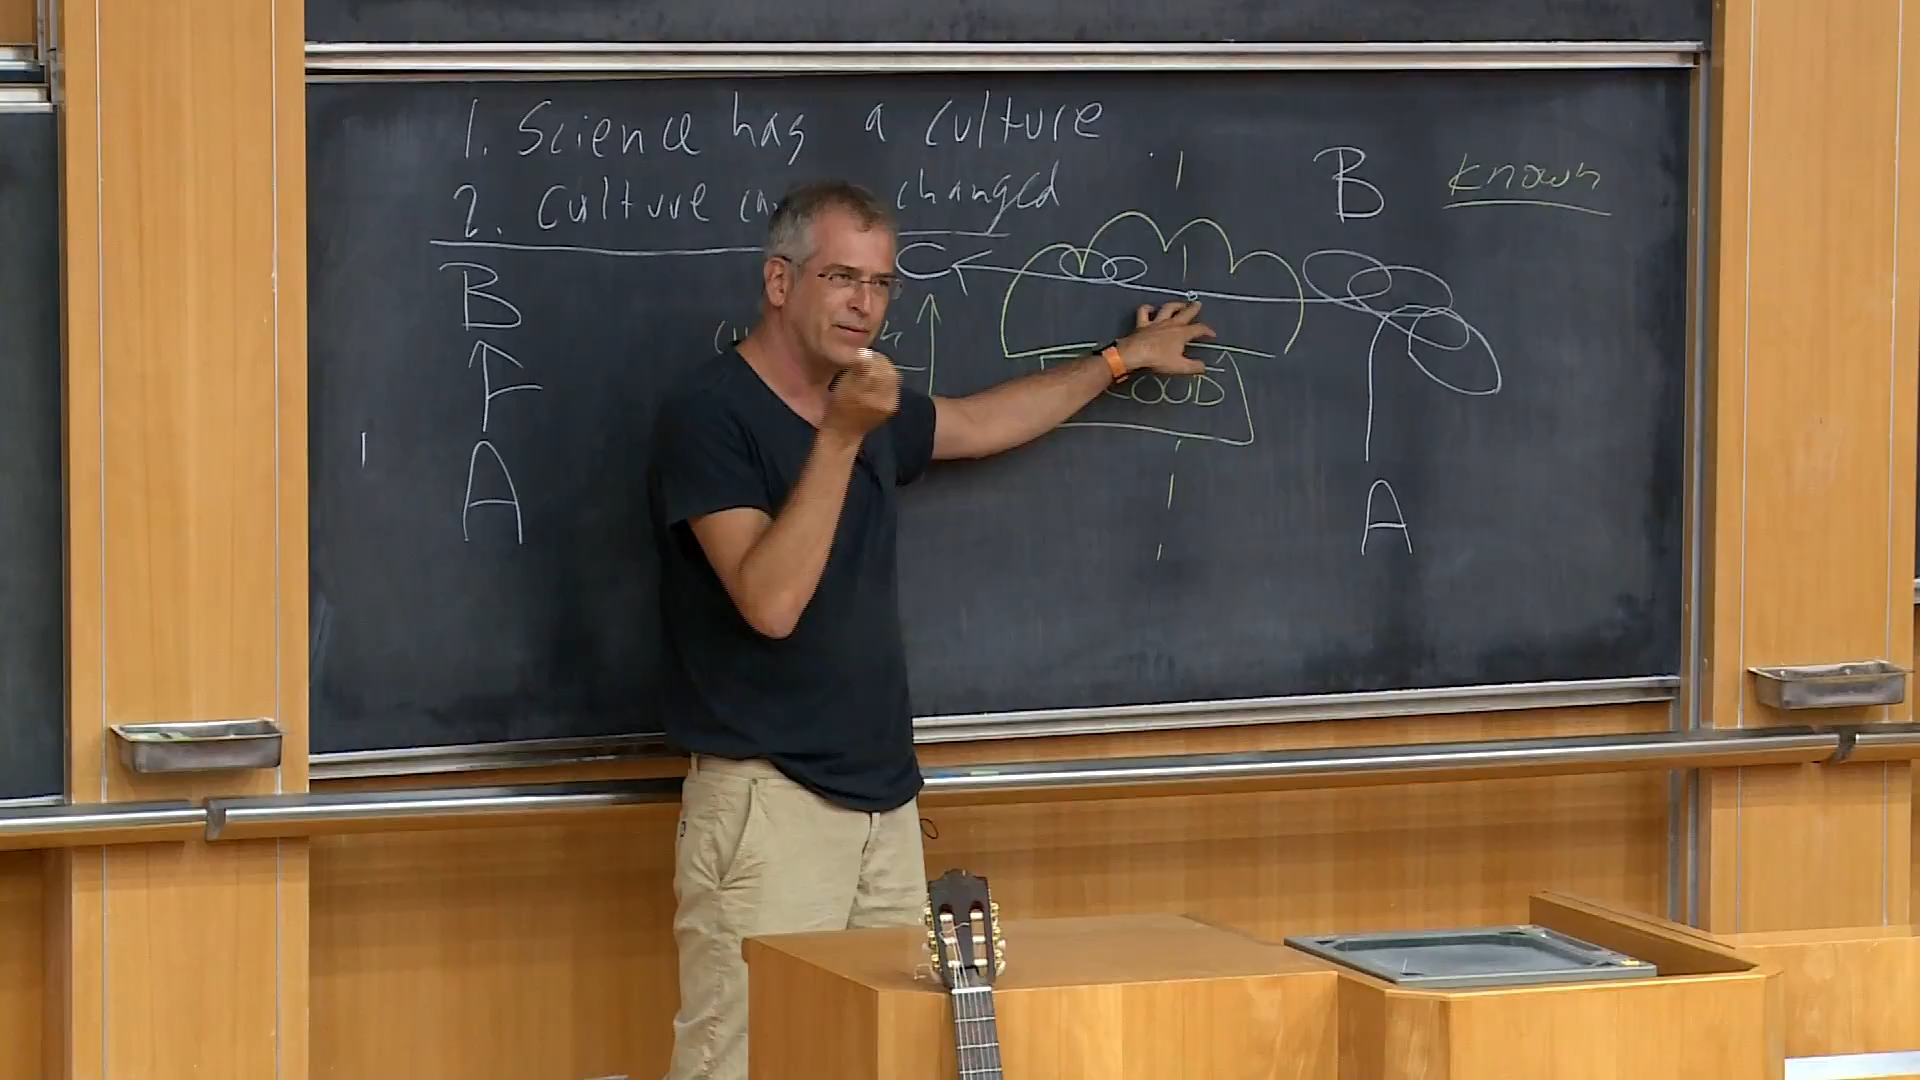 1. Science has a culture
2. Culture changed
B known
B C
A
A